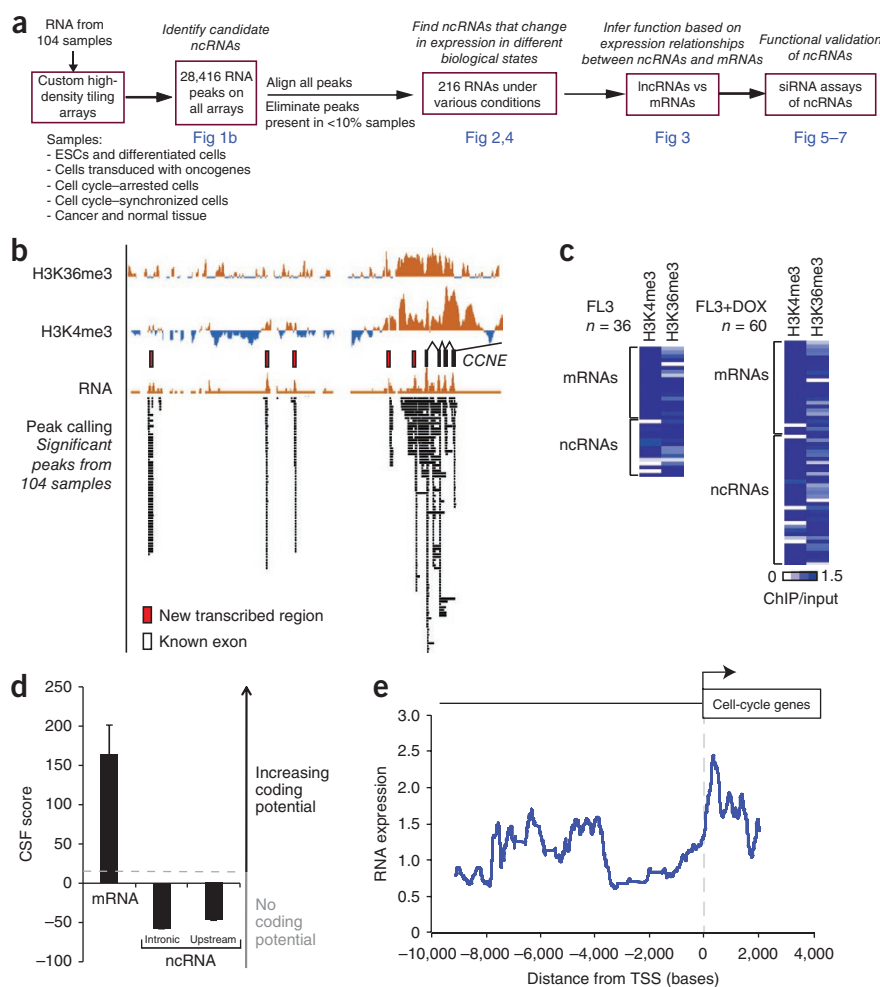 a
RNA from
104 samples
Custom high-
density tiling
arrays
Samples:
- ESCs and differentiated cells
- Cells transduced with oncogenes
- Cell cycle–arrested cells
- Cell cycle–synchronized cells
- Cancer and normal tissue
Identify candidate
ncRNAs
28,416 RNA
peaks on
all arrays
Fig 1b
Align all peaks
Eliminate peaks
present in <10% samples
Find ncRNAs that change
in expression in different
biological states
216 RNAs under
various conditions
Fig 2,4
Infer function based on
expression relationships
between ncRNAs and mRNAs
lncRNAs vs
mRNAs
Fig 3
Functional validation
of ncRNAs
siRNA assays
of ncRNAs
Fig 5–7
b
H3K36me3
H3K4me3
CCNE
RNA
Peak calling
Significant
peaks from
104 samples
New transcribed region
Known exon
c
FL3
n = 36
H3K4me3
H3K36me3
mRNAs
ncRNAs
FL3+DOX
n = 60
H3K4me3
H3K36me3
mRNAs
ncRNAs
0 1.5
ChIP/input
d
CSF score
250
200
150
100
50
0
–50
–100
mRNA
Intronic Upstream
ncRNA
Increasing
coding
potential
No
coding
potential
e
Cell-cycle genes
RNA expression
3.0
2.5
2.0
1.5
1.0
0.5
0
–10,000 –8,000 –6,000 –4,000 –2,000 0 2,000 4,000
Distance from TSS (bases)